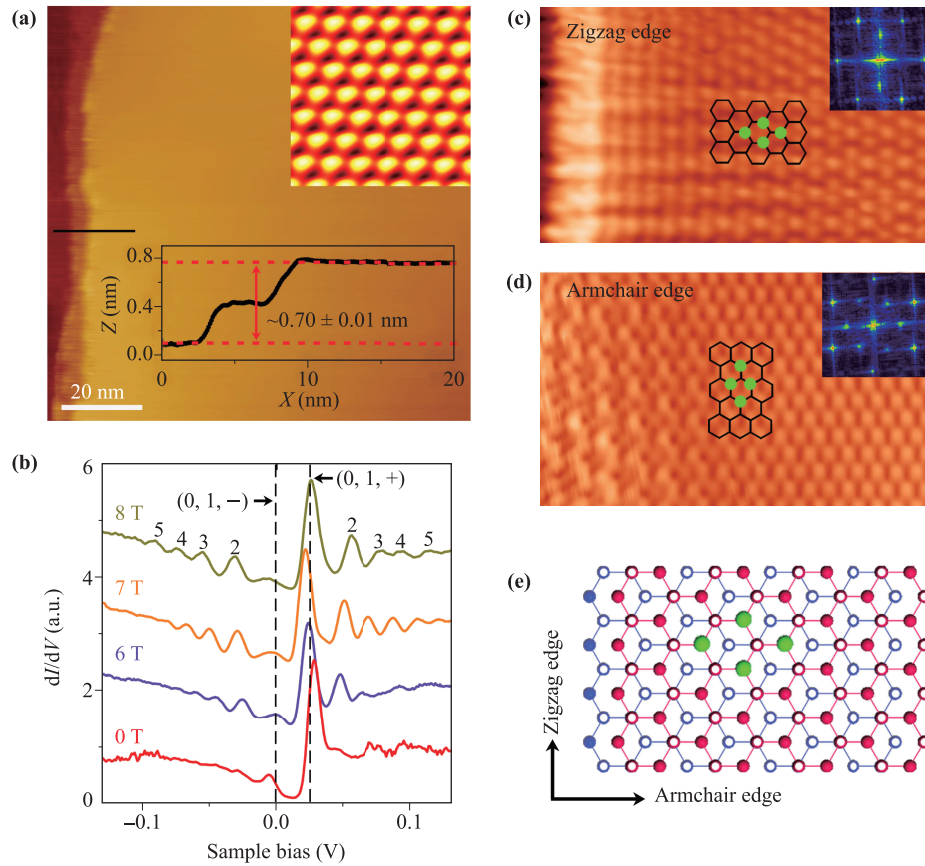 (a)
20 nm
Z (nm)
0.8
0.4
0.0
~0.70 ± 0.01 nm
0 10 20
X (nm)
(b)
dI/dV (a.u.)
6
4
2
0
(0, 1, −)
(0, 1, +)
8 T
5 4 3 2 2 3 4 5
7 T
6 T
0 T
−0.1 0.0 0.1
Sample bias (V)
(c)
Zigzag edge
(d)
Armchair edge
(e)
Zigzag edge
Armchair edge